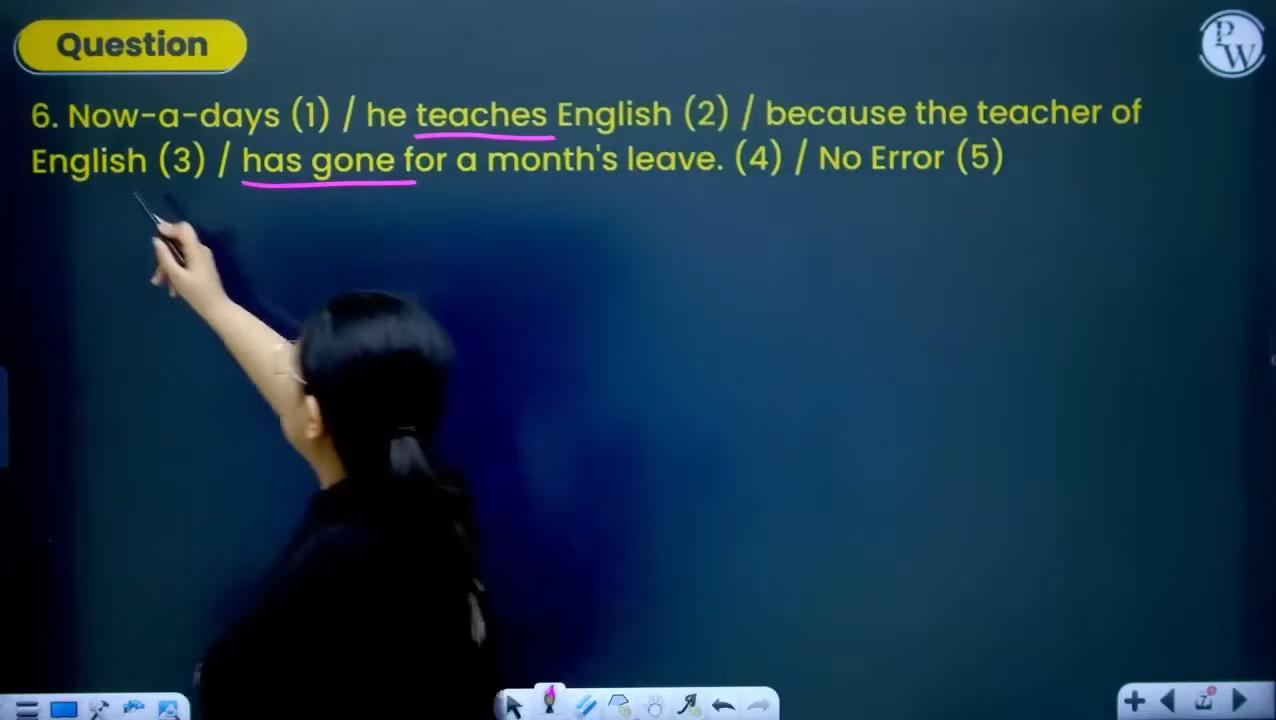 Question
PW
6. Now-a-days (1) / he teaches English (2) / because the teacher of
English (3) / has gone for a month's leave. (4) / No Error (5)